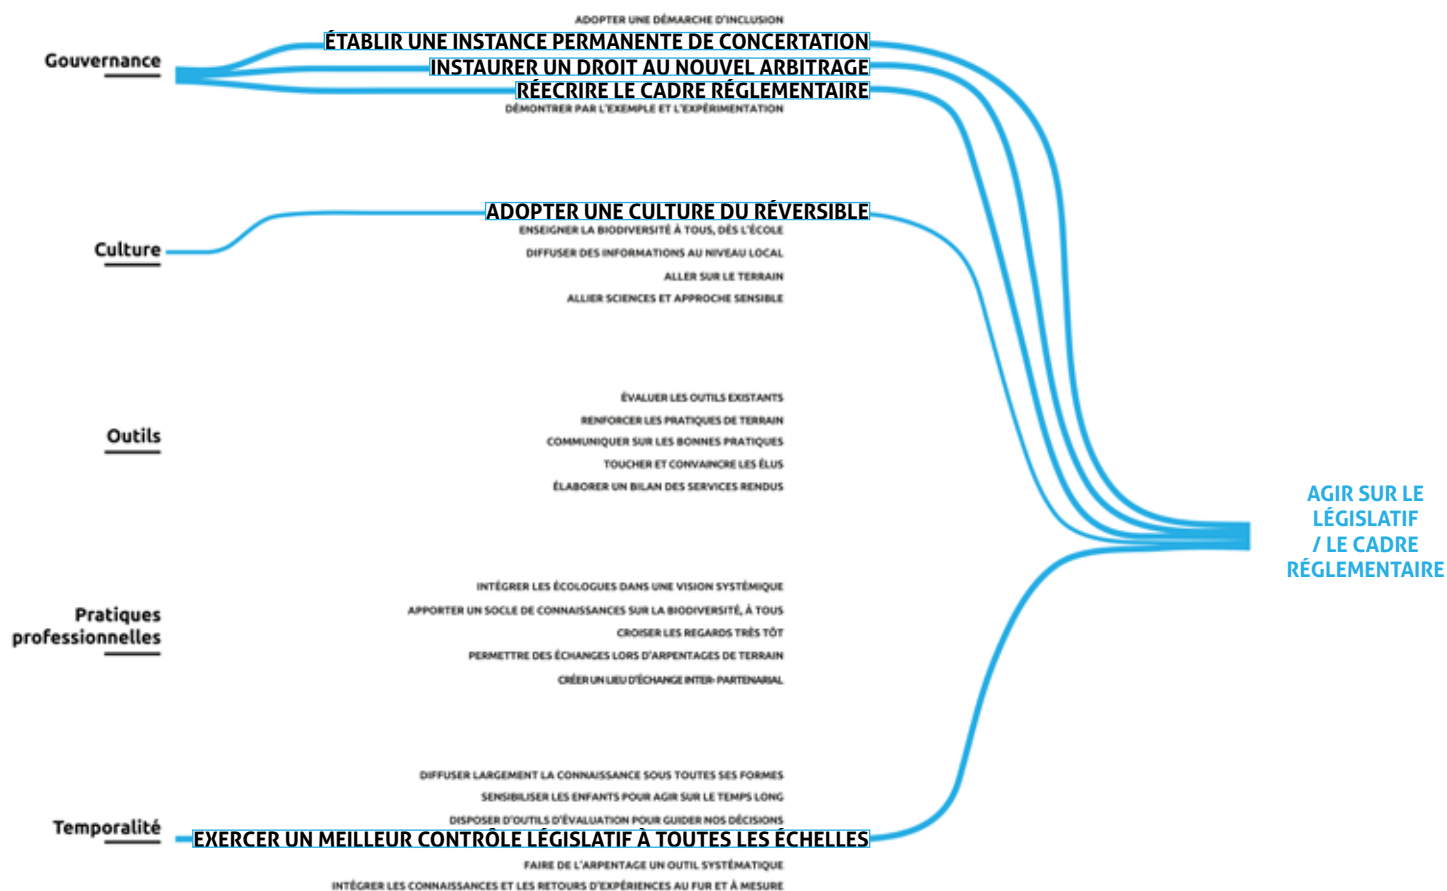 ADOPTER UNE DÉMARCHE D'INCLUSION
Gouvernance
ÉTABLIR UNE INSTANCE PERMANENTE DE CONCERTATION
INSTAURER UN DROIT AU NOUVEL ARBITRAGE
RÉECRIRE LE CADRE RÉGLEMENTAIRE
DÉMONTRER PAR L'EXEMPLE ET L'EXPÉRIMENTATION
Culture
ADOPTER UNE CULTURE DU RÉVERSIBLE
ENSEIGNER LA BIODIVERSITÉ À TOUS, DÈS L'ÉCOLE
DIFFUSER DES INFORMATIONS AU NIVEAU LOCAL
ALLER SUR LE TERRAIN
ALLIER SCIENCES ET APPROCHE SENSIBLE
Outils
ÉVALUER LES OUTILS EXISTANTS
RENFORCER LES PRATIQUES DE TERRAIN
COMMUNIQUER SUR LES BONNES PRATIQUES
TOUCHER ET CONVAINCRE LES ÉLUS
ÉLABORER UN BILAN DES SERVICES RENDUS
AGIR SUR LE
LÉGISLATIF
/ LE CADRE
RÉGLEMENTAIRE
Pratiques
professionnelles
INTÉGRER LES ÉCOLOGUES DANS UNE VISION SYSTÉMIQUE
APPORTER UN SOCLE DE CONNAISSANCES SUR LA BIODIVERSITÉ, À TOUS
CROISER LES REGARDS TRÈS TÔT
PERMETTRE DES ÉCHANGES LORS D'ARPENTAGES DE TERRAIN
CRÉER UN LIEU D'ÉCHANGE INTER- PARTENARIAL
Temporalité
DIFFUSER LARGEMENT LA CONNAISSANCE SOUS TOUTES SES FORMES
SENSIBILISER LES ENFANTS POUR AGIR SUR LE TEMPS LONG
DISPOSER D'OUTILS D'ÉVALUATION POUR GUIDER NOS DÉCISIONS
EXERCER UN MEILLEUR CONTRÔLE LÉGISLATIF À TOUTES LES ÉCHELLES
FAIRE DE L'ARPENTAGE UN OUTIL SYSTÉMATIQUE
INTÉGRER LES CONNAISSANCES ET LES RETOURS D'EXPÉRIENCES AU FUR ET À MESURE